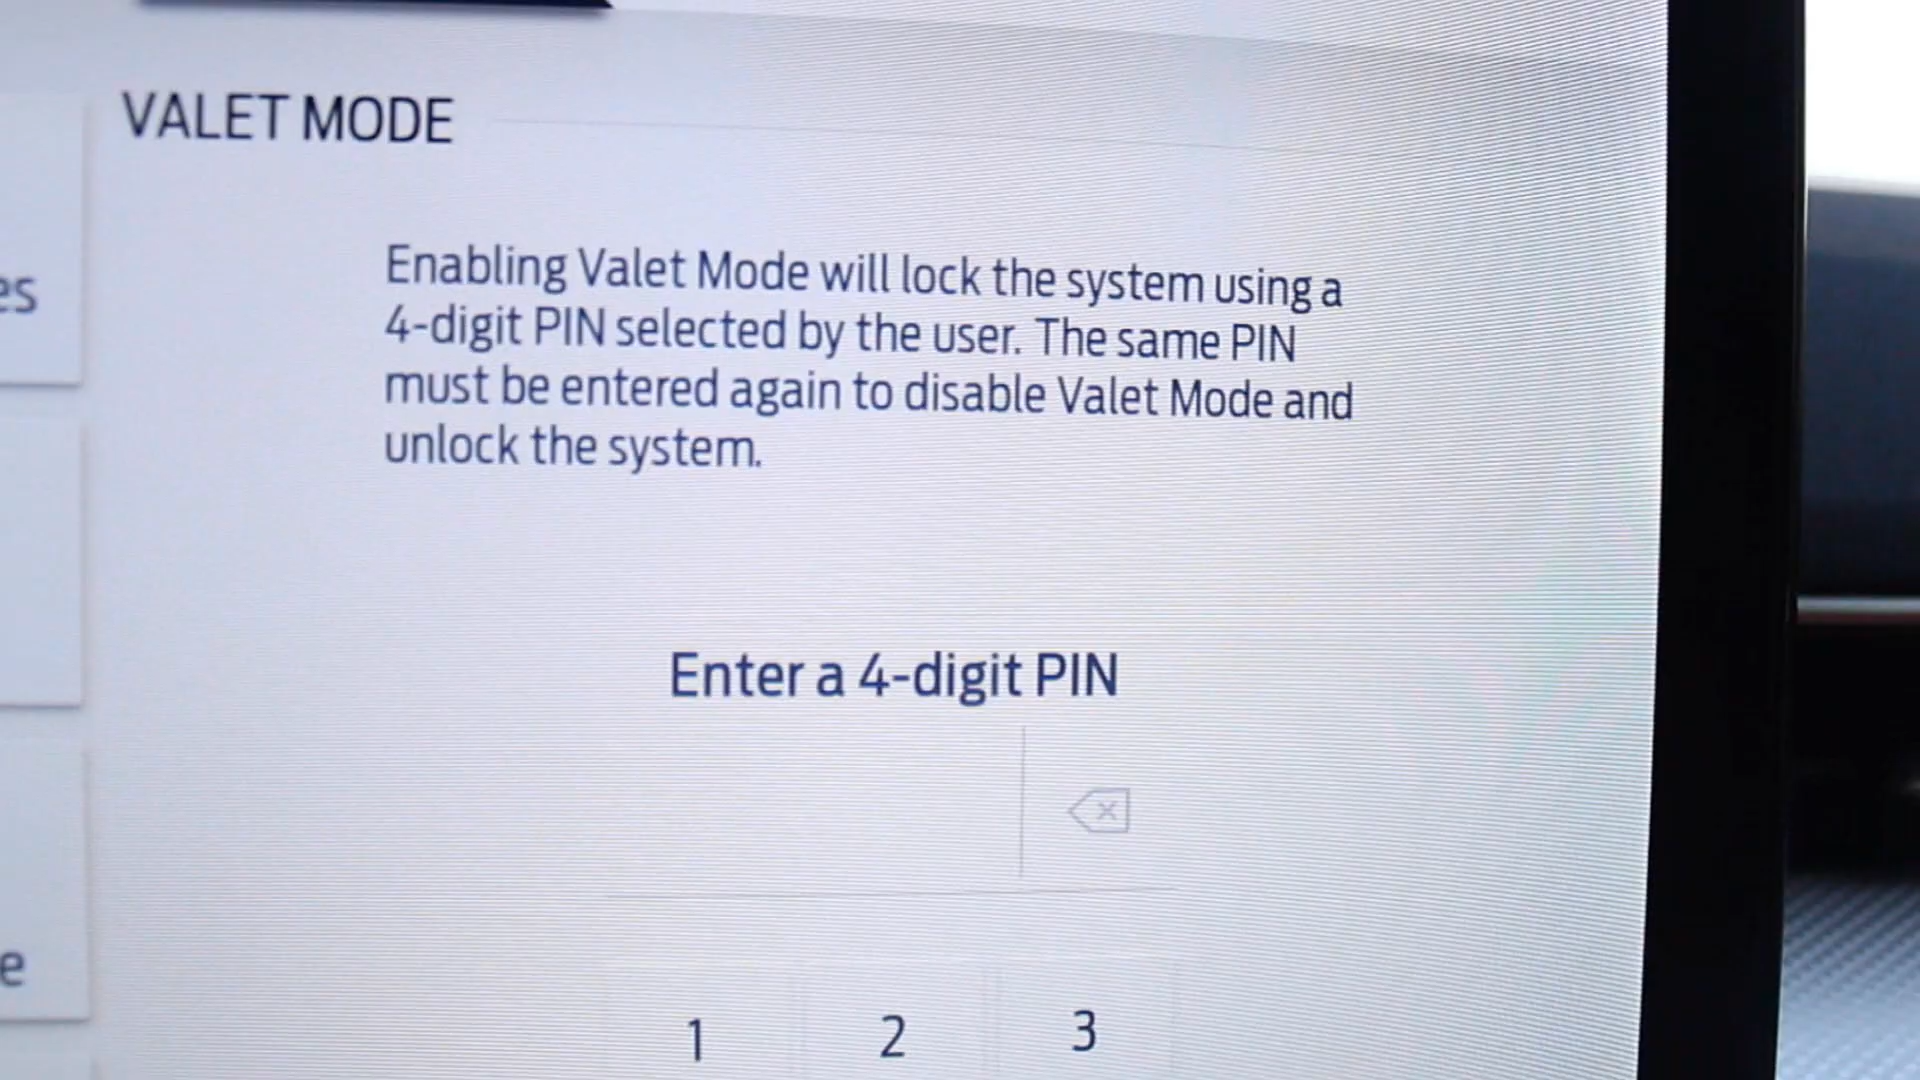 VALET MODE
Enabling Valet Mode will lock the system using a
4-digit PIN selected by the user. The same PIN
must be entered again to disable Valet Mode and
unlock the system.
es
Enter a 4-digit PIN
e
1 2 3